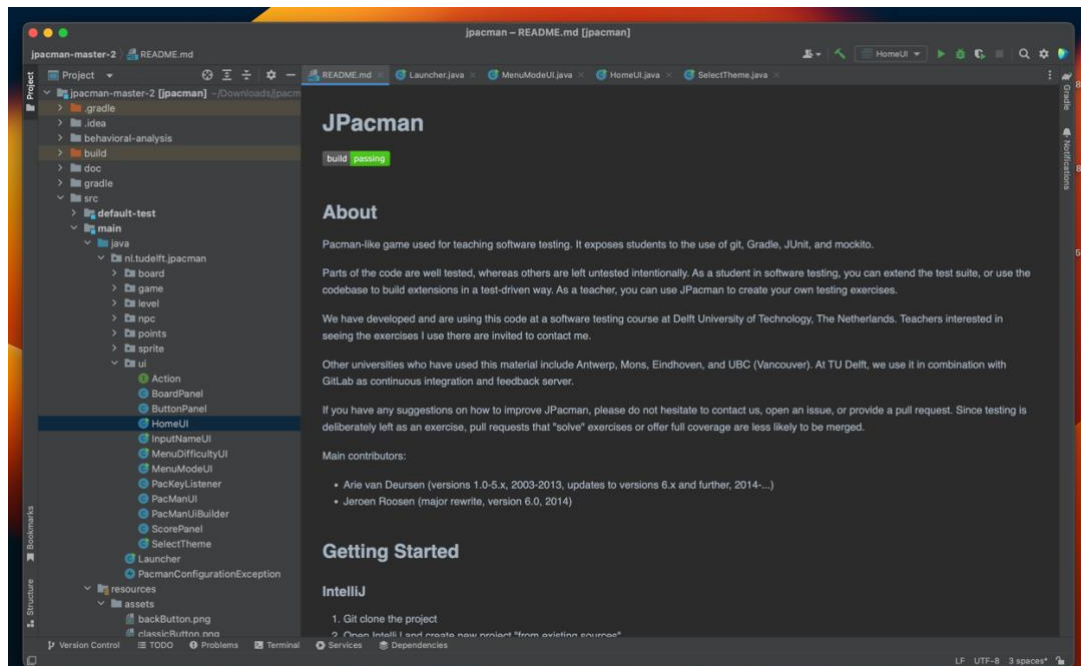 jpacman – README.md [jpacman]
jpacman-master-2 README.md
HomeUI
Project
README.md
Launcher.java
MenuModeUI.java
HomeUI.java
SelectTheme.java
jpacman-master-2 [jpacman] ~/Downloads/jpacm
.gradle
.idea
behavioral-analysis
build
doc
gradle
src
default-test
main
java
nl.tudelft.jpacman
board
game
level
npc
points
sprite
ui
Action
BoardPanel
ButtonPanel
HomeUI
InputNameUI
MenuDifficultyUI
MenuModeUI
PacKeyListener
PacManUI
PacManUiBuilder
ScorePanel
SelectTheme
Launcher
PacmanConfigurationException
resources
assets
backButton.png
classicButton.png
Project
Bookmarks
Structure
JPacman
build passing
About
Pacman-like game used for teaching software testing. It exposes students to the use of git, Gradle, JUnit, and mockito.
Parts of the code are well tested, whereas others are left untested intentionally. As a student in software testing, you can extend the test suite, or use the
codebase to build extensions in a test-driven way. As a teacher, you can use JPacman to create your own testing exercises.
We have developed and are using this code at a software testing course at Delft University of Technology, The Netherlands. Teachers interested in
seeing the exercises I use there are invited to contact me.
Other universities who have used this material include Antwerp, Mons, Eindhoven, and UBC (Vancouver). At TU Delft, we use it in combination with
GitLab as continuous integration and feedback server.
If you have any suggestions on how to improve JPacman, please do not hesitate to contact us, open an issue, or provide a pull request. Since testing is
deliberately left as an exercise, pull requests that "solve" exercises or offer full coverage are less likely to be merged.
Main contributors:
• Arie van Deursen (versions 1.0-5.x, 2003-2013, updates to versions 6.x and further, 2014-...)
• Jeroen Roosen (major rewrite, version 6.0, 2014)
Getting Started
IntelliJ
1. Git clone the project
2. Open IntelliJ and create new project "from existing sources"
Gradle
Notifications
Version Control
TODO
Problems
Terminal
Services
Dependencies
LF UTF-8 3 spaces*